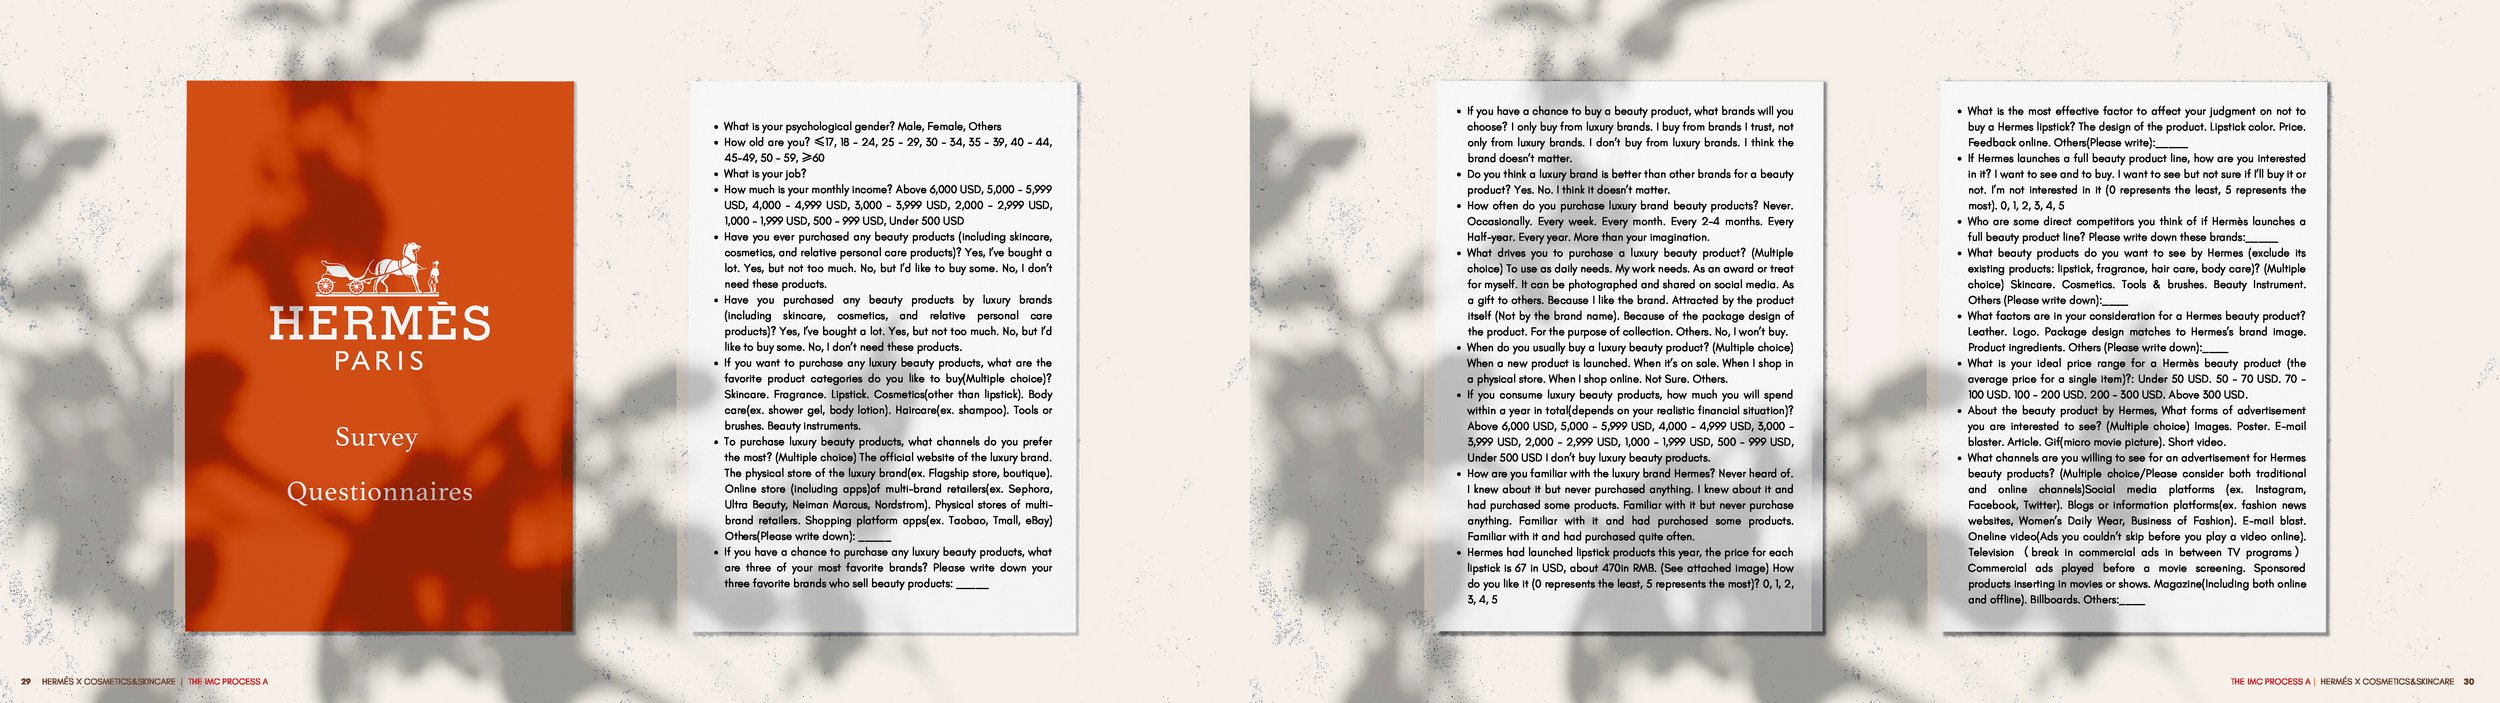 HERMÈS
PARIS
Survey
Questionnaires
• What is your psychological gender? Male, Female, Others
• How old are you? ⩽17, 18 - 24, 25 - 29, 30 - 34, 35 - 39, 40 - 44,
45-49, 50 - 59, ⩾60
• What is your job?
• How much is your monthly income? Above 6,000 USD, 5,000 - 5,999
USD, 4,000 - 4,999 USD, 3,000 - 3,999 USD, 2,000 - 2,999 USD,
1,000 - 1,999 USD, 500 - 999 USD, Under 500 USD
• Have you ever purchased any beauty products (including skincare,
cosmetics, and relative personal care products)? Yes, I've bought a
lot. Yes, but not too much. No, but I'd like to buy some. No, I don't
need these products.
• Have you purchased any beauty products by luxury brands
(including skincare, cosmetics, and relative personal care
products)? Yes, I've bought a lot. Yes, but not too much. No, but I'd
like to buy some. No, I don't need these products.
• If you want to purchase any luxury beauty products, what are the
favorite product categories do you like to buy(Multiple choice)?
Skincare. Fragrance. Lipstick. Cosmetics(other than lipstick). Body
care(ex. shower gel, body lotion). Haircare(ex. shampoo). Tools or
brushes. Beauty instruments.
• To purchase luxury beauty products, what channels do you prefer
the most? (Multiple choice) The official website of the luxury brand.
The physical store of the luxury brand(ex. Flagship store, boutique).
Online store (including apps)of multi-brand retailers(ex. Sephora,
Ultra Beauty, Neiman Marcus, Nordstrom). Physical stores of multi-
brand retailers. Shopping platform apps(ex. Taobao, Tmall, eBay)
Others(Please write down): _____
• If you have a chance to purchase any luxury beauty products, what
are three of your most favorite brands? Please write down your
three favorite brands who sell beauty products: _____
• If you have a chance to buy a beauty product, what brands will you
choose? I only buy from luxury brands. I buy from brands I trust, not
only from luxury brands. I don't buy from luxury brands. I think the
brand doesn't matter.
• Do you think a luxury brand is better than other brands for a beauty
product? Yes. No. I think it doesn't matter.
• How often do you purchase luxury brand beauty products? Never.
Occasionally. Every week. Every month. Every 2-4 months. Every
Half-year. Every year. More than your imagination.
• What drives you to purchase a luxury beauty product? (Multiple
choice) To use as daily needs. My work needs. As an award or treat
for myself. It can be photographed and shared on social media. As
a gift to others. Because I like the brand. Attracted by the product
itself (Not by the brand name). Because of the package design of
the product. For the purpose of collection. Others. No, I won't buy.
• When do you usually buy a luxury beauty product? (Multiple choice)
When a new product is launched. When it's on sale. When I shop in
a physical store. When I shop online. Not Sure. Others.
• If you consume luxury beauty products, how much you will spend
within a year in total(depends on your realistic financial situation)?
Above 6,000 USD, 5,000 - 5,999 USD, 4,000 - 4,999 USD, 3,000 -
3,999 USD, 2,000 - 2,999 USD, 1,000 - 1,999 USD, 500 - 999 USD,
Under 500 USD I don't buy luxury beauty products.
• How are you familiar with the luxury brand Hermes? Never heard of.
I knew about it but never purchased anything. I knew about it and
had purchased some products. Familiar with it but never purchase
anything. Familiar with it and had purchased some products.
Familiar with it and had purchased quite often.
• Hermes had launched lipstick products this year, the price for each
lipstick is 67 in USD, about 470in RMB. (See attached image) How
do you like it (0 represents the least, 5 represents the most)? 0, 1, 2,
3, 4, 5
• What is the most effective factor to affect your judgment on not to
buy a Hermes lipstick? The design of the product. Lipstick color. Price.
Feedback online. Others(Please write):_____
• If Hermes launches a full beauty product line, how are you interested
in it? I want to see and to buy. I want to see but not sure if I'll buy it or
not. I'm not interested in it (0 represents the least, 5 represents the
most). 0, 1, 2, 3, 4, 5
• Who are some direct competitors you think of if Hermès launches a
full beauty product line? Please write down these brands:_____
• What beauty products do you want to see by Hermes (exclude its
existing products: lipstick, fragrance, hair care, body care)? (Multiple
choice) Skincare. Cosmetics. Tools & brushes. Beauty Instrument.
Others (Please write down):____
• What factors are in your consideration for a Hermes beauty product?
Leather. Logo. Package design matches to Hermes's brand image.
Product ingredients. Others (Please write down):____
• What is your ideal price range for a Hermès beauty product (the
average price for a single item)?: Under 50 USD. 50 - 70 USD. 70 -
100 USD. 100 - 200 USD. 200 - 300 USD. Above 300 USD.
• About the beauty product by Hermes, What forms of advertisement
you are interested to see? (Multiple choice) Images. Poster. E-mail
blaster. Article. Gif(micro movie picture). Short video.
• What channels are you willing to see for an advertisement for Hermes
beauty products? (Multiple choice/Please consider both traditional
and online channels)Social media platforms (ex. Instagram,
Facebook, Twitter). Blogs or information platforms(ex. fashion news
websites, Women's Daily Wear, Business of Fashion). E-mail blast.
Oneline video(Ads you couldn't skip before you play a video online).
Television （break in commercial ads in between TV programs）
Commercial ads played before a movie screening. Sponsored
products inserting in movies or shows. Magazine(Including both online
and offline). Billboards. Others:____
29 HERMÈS X COSMETICS&SKINCARE | THE IMC PROCESS A
THE IMC PROCESS A | HERMÈS X COSMETICS&SKINCARE 30